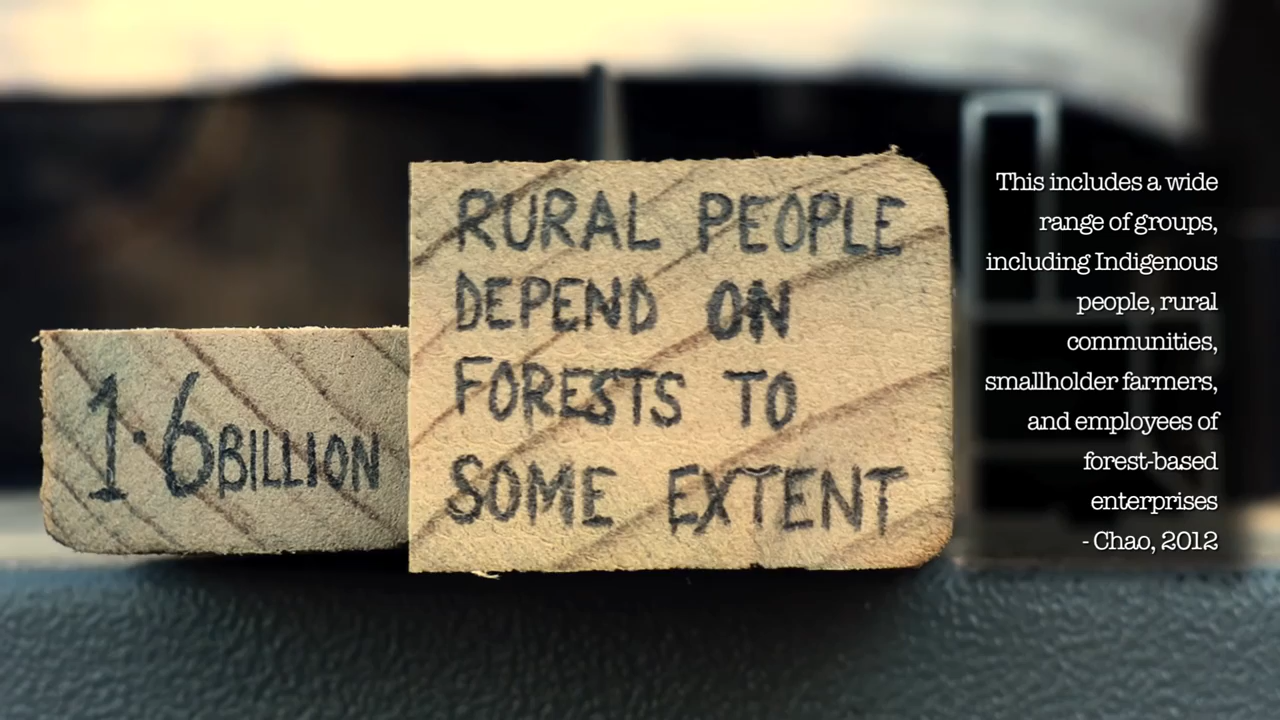 1.6 BILLION
RURAL PEOPLE
DEPEND ON
FORESTS TO
SOME EXTENT
This includes a wide
range of groups,
including Indigenous
people, rural
communities,
smallholder farmers,
and employees of
forest-based
enterprises
- Chao, 2012